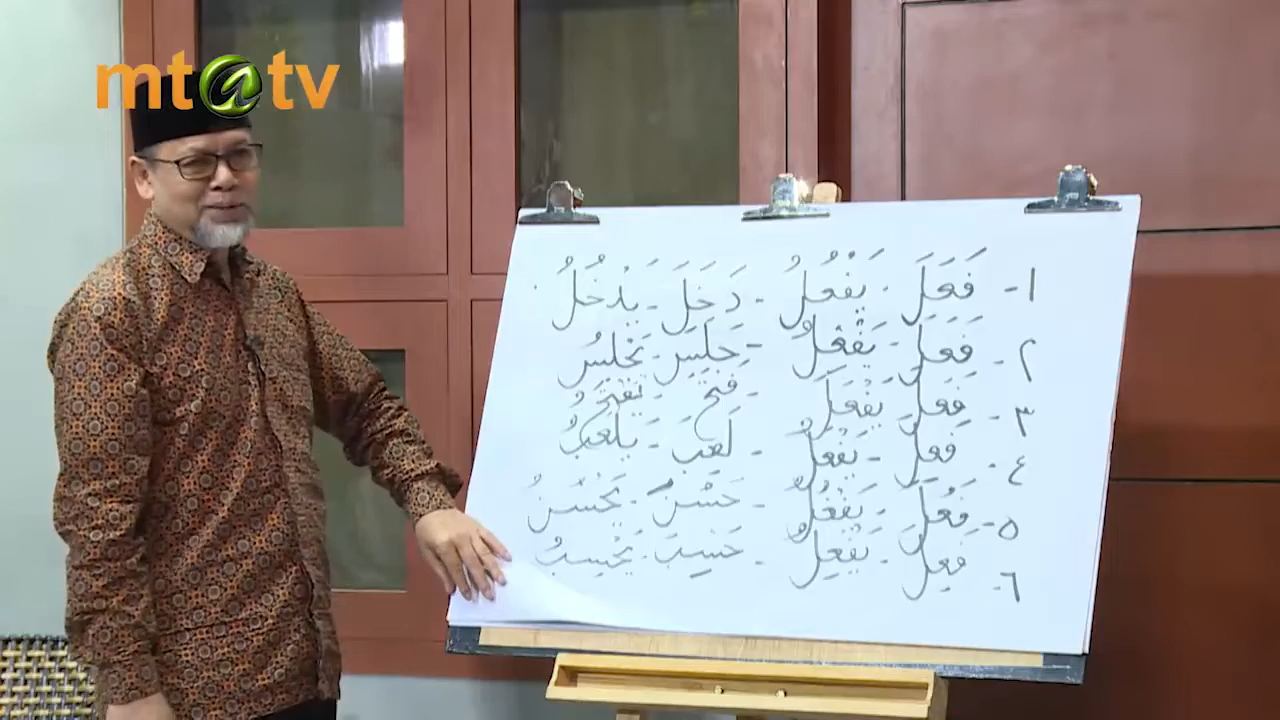 mt@tv
١- فَعَلَ - يَفْعُلُ - دَخَلَ - يَدْخُلُ
٢- فَعَلَ - يَفْعِلُ - جَلَسَ - يَجْلِسُ
٣- فَعَلَ - يَفْعَلُ - فَتَحَ - يَفْتَحُ
٤- فَعِلَ - يَفْعَلُ - لَعِبَ - يَلْعَبُ
٥- فَعُلَ - يَفْعُلُ - حَسُنَ - يَحْسُنُ
٦- فَعِلَ - يَفْعِلُ - حَسِبَ - يَحْسِبُ